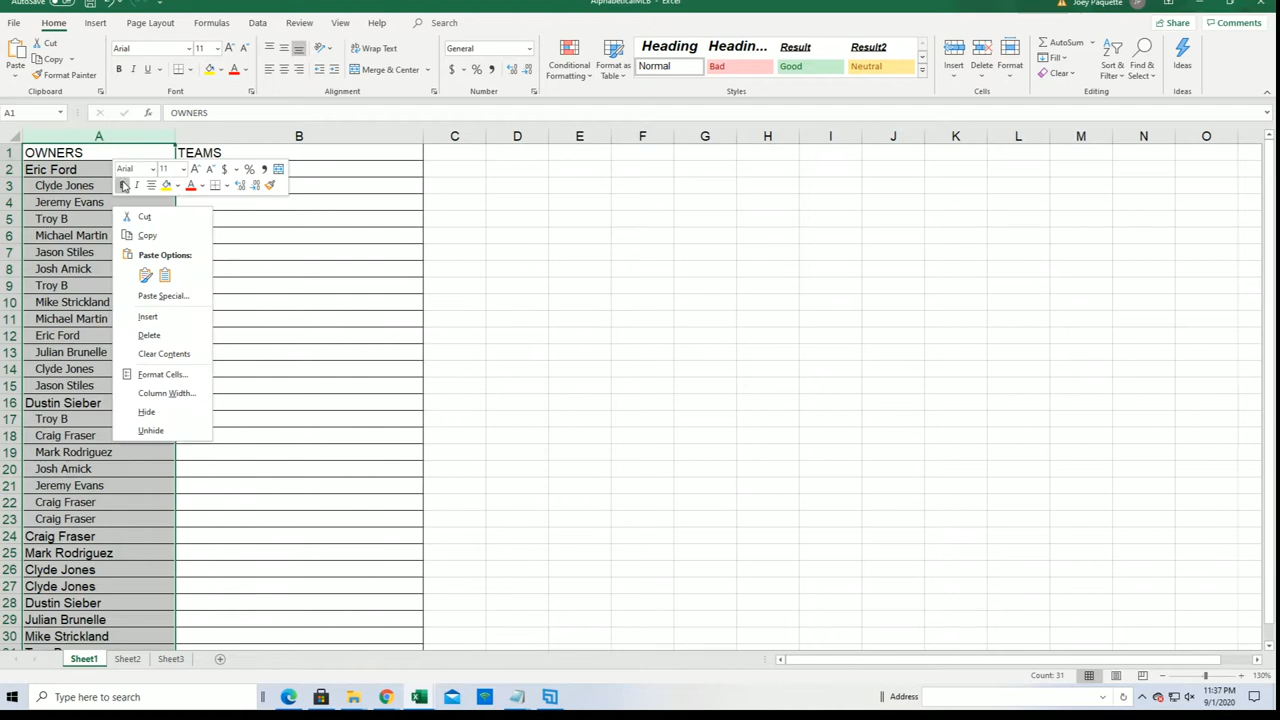 AutoSave Off
AlphabeticalMLB - Excel
Joey Paquette JP
File Home Insert Page Layout Formulas Data Review View Help Search Share Comments
Paste Cut Copy Format Painter
Arial 11 Wrap Text Merge & Center General
B I U $ % ,
Conditional Formatting Format as Table
Heading Headin... Result Result2
Normal Bad Good Neutral
Insert Delete Format
AutoSum Fill Clear
Sort & Filter Find & Select Ideas
Clipboard Font Alignment Number Styles Cells Editing Ideas
A1 fx OWNERS
A B C D E F G H I J K L M N O
1 OWNERS TEAMS
2 Eric Ford
3 Clyde Jones
4 Jeremy Evans
5 Troy B
6 Michael Martin
7 Jason Stiles
8 Josh Amick
9 Troy B
10 Mike Strickland
11 Michael Martin
12 Eric Ford
13 Julian Brunelle
14 Clyde Jones
15 Jason Stiles
16 Dustin Sieber
17 Troy B
18 Craig Fraser
19 Mark Rodriguez
20 Josh Amick
21 Jeremy Evans
22 Craig Fraser
23 Craig Fraser
24 Craig Fraser
25 Mark Rodriguez
26 Clyde Jones
27 Clyde Jones
28 Dustin Sieber
29 Julian Brunelle
30 Mike Strickland
Arial 11 A A $ % ,
I A
Cut
Copy
Paste Options:
Paste Special...
Insert
Delete
Clear Contents
Format Cells...
Column Width...
Hide
Unhide
Sheet1 Sheet2 Sheet3
Count: 31 130%
Type here to search
Address
11:37 PM
9/1/2020